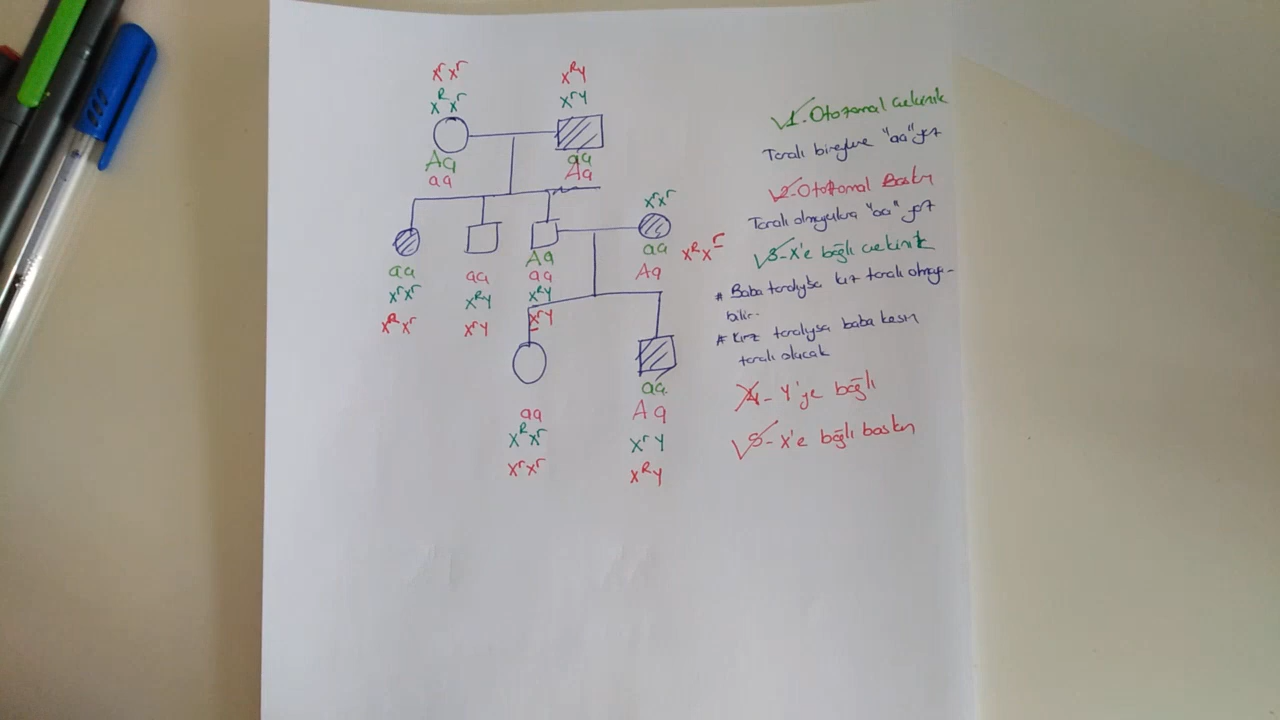 XʳXʳ
XᴿY
XᴿXʳ
XʳY
Aa
aa
aa
Aa
XʳXʳ
aa
Aa
XᴿXʳ
aa
XʳXʳ
XᴿXʳ
aa
XᴿY
XʳY
Aa
aa
XᴿY
XʳY
aa
XᴿXʳ
XʳXʳ
aa
Aa
XʳY
XᴿY
✓1-Otozomal çekinik
Taralı bireylere "aa" yaz
✓2-Otozomal Baskın
Taralı olmayanlara "aa" yaz
✓3-X'e bağlı çekinik
* Baba taralıysa kız taralı olmaya-
bilir.
* Kız taralıysa baba kesin
taralı olacak
X4- Y'ye bağlı
✓5- X'e bağlı baskın